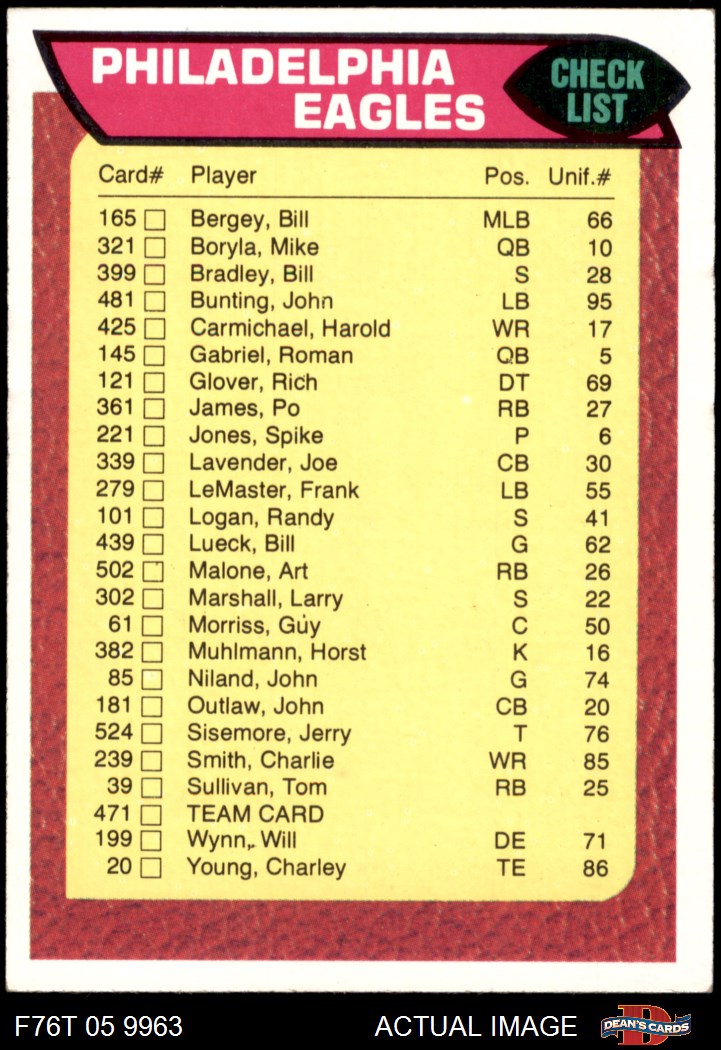 PHILADELPHIA
EAGLES
CHECK
LIST
Card# Player Pos. Unif.#
165 Bergey, Bill MLB 66
321 Boryla, Mike QB 10
399 Bradley, Bill S 28
481 Bunting, John LB 95
425 Carmichael, Harold WR 17
145 Gabriel, Roman QB 5
121 Glover, Rich DT 69
361 James, Po RB 27
221 Jones, Spike P 6
339 Lavender, Joe CB 30
279 LeMaster, Frank LB 55
101 Logan, Randy S 41
439 Lueck, Bill G 62
502 Malone, Art RB 26
302 Marshall, Larry S 22
61 Morriss, Guy C 50
382 Muhlmann, Horst K 16
85 Niland, John G 74
181 Outlaw, John CB 20
524 Sisemore, Jerry T 76
239 Smith, Charlie WR 85
39 Sullivan, Tom RB 25
471 TEAM CARD
199 Wynn, Will DE 71
20 Young, Charley TE 86
F76T 05 9963 ACTUAL IMAGE D DEAN'S CARDS